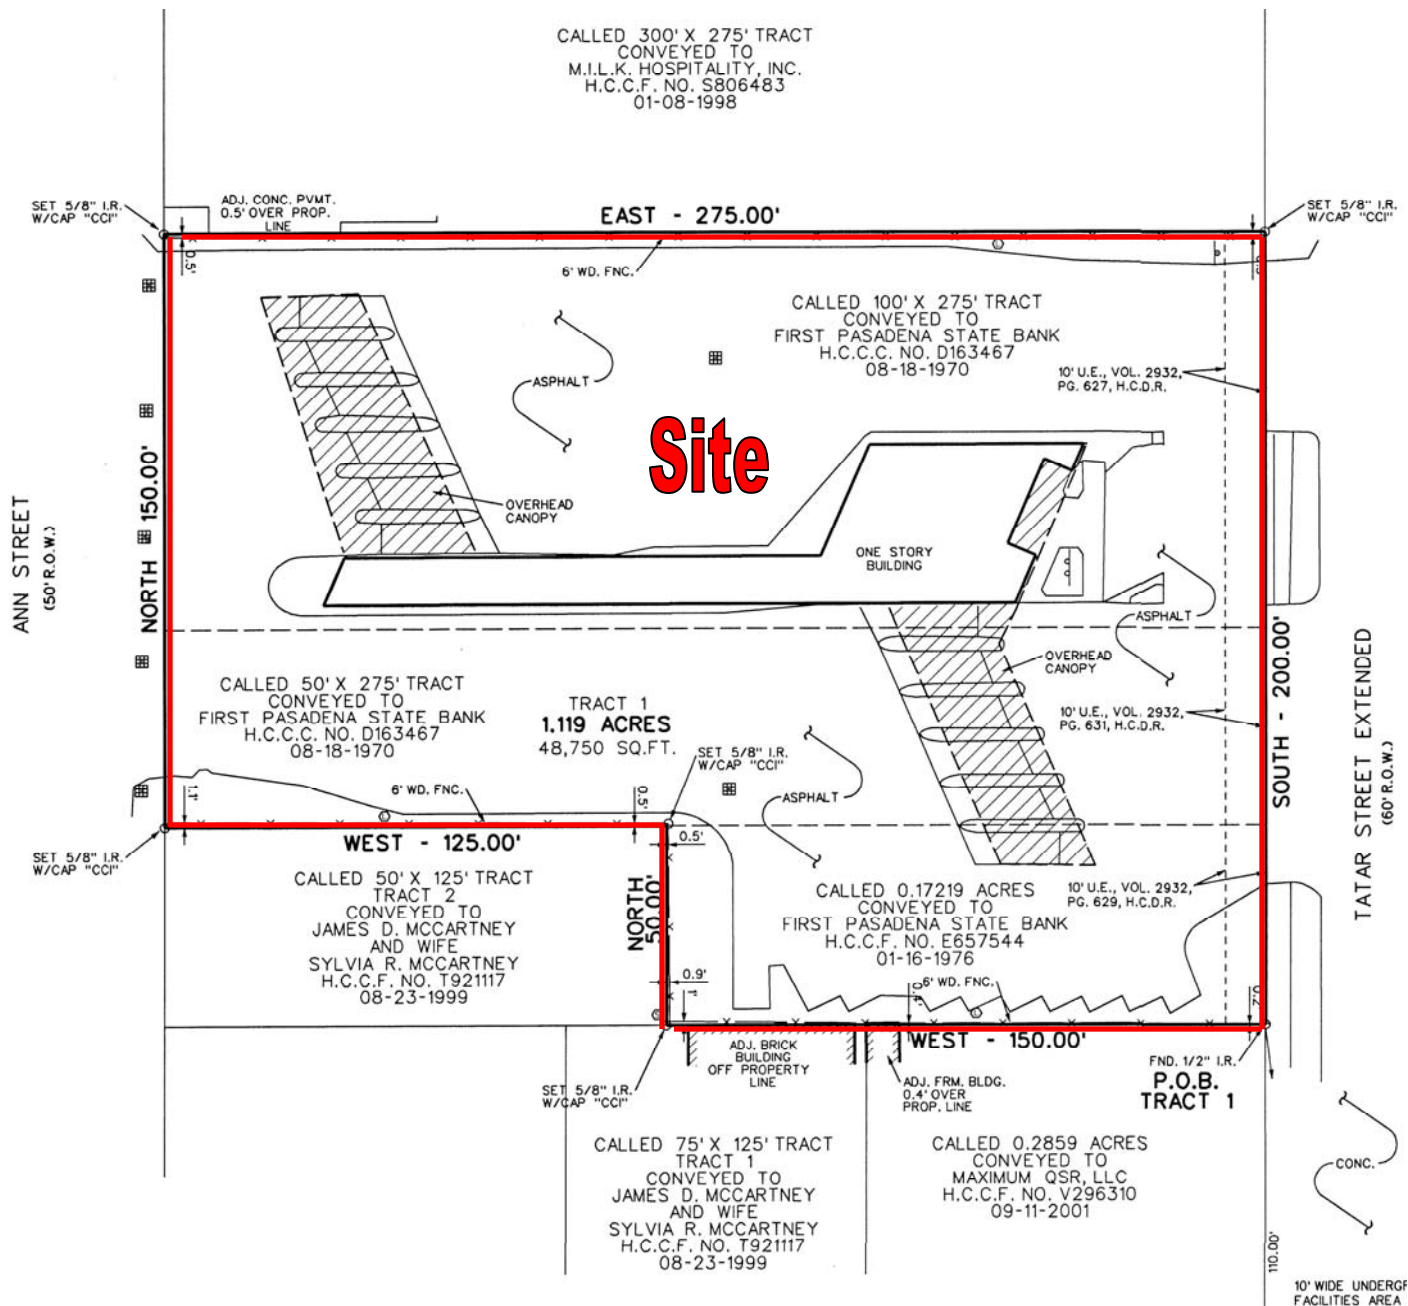 CALLED 300' X 275' TRACT
CONVEYED TO
M.I.L.K. HOSPITALITY, INC.
H.C.C.F. NO. S806483
01-08-1998
SET 5/8" I.R.
W/CAP "CCI"
ADJ. CONC. PVMT.
0.5' OVER PROP.
LINE
EAST - 275.00'
SET 5/8" I.R.
W/CAP "CCI"
0.5'
6' WD. FNC.
CALLED 100' X 275' TRACT
CONVEYED TO
FIRST PASADENA STATE BANK
H.C.C.C. NO. D163467
08-18-1970
10' U.E., VOL. 2932,
PG. 627, H.C.D.R.
ASPHALT
Site
OVERHEAD
CANOPY
ONE STORY
BUILDING
ANN STREET
(50' R.O.W.)
NORTH 150.00'
ASPHALT
OVERHEAD
CANOPY
CALLED 50' X 275' TRACT
CONVEYED TO
FIRST PASADENA STATE BANK
H.C.C.C. NO. D163467
08-18-1970
TRACT 1
1.119 ACRES
48,750 SQ.FT.
10' U.E., VOL. 2932,
PG. 631, H.C.D.R.
SOUTH - 200.00'
TATAR STREET EXTENDED
(60' R.O.W.)
SET 5/8" I.R.
W/CAP "CCI"
6' WD. FNC.
1.1'
0.5'
ASPHALT
0.5'
WEST - 125.00'
SET 5/8" I.R.
W/CAP "CCI"
CALLED 50' X 125' TRACT
TRACT 2
CONVEYED TO
JAMES D. MCCARTNEY
AND WIFE
SYLVIA R. MCCARTNEY
H.C.C.F. NO. T921117
08-23-1999
NORTH
50.00'
CALLED 0.17219 ACRES
CONVEYED TO
FIRST PASADENA STATE BANK
H.C.C.F. NO. E657544
01-16-1976
10' U.E., VOL. 2932,
PG. 629, H.C.D.R.
0.9'
1'
6' WD. FNC.
0.4'
0.2'
WEST - 150.00'
ADJ. BRICK
BUILDING
OFF PROPERTY
LINE
ADJ. FRM. BLDG.
0.4' OVER
PROP. LINE
FND. 1/2" I.R.
P.O.B.
TRACT 1
SET 5/8" I.R.
W/CAP "CCI"
CALLED 75' X 125' TRACT
TRACT 1
CONVEYED TO
JAMES D. MCCARTNEY
AND WIFE
SYLVIA R. MCCARTNEY
H.C.C.F. NO. T921117
08-23-1999
CALLED 0.2859 ACRES
CONVEYED TO
MAXIMUM QSR, LLC
H.C.C.F. NO. V296310
09-11-2001
CONC.
110.00'
10' WIDE UNDERGR
FACILITIES AREA